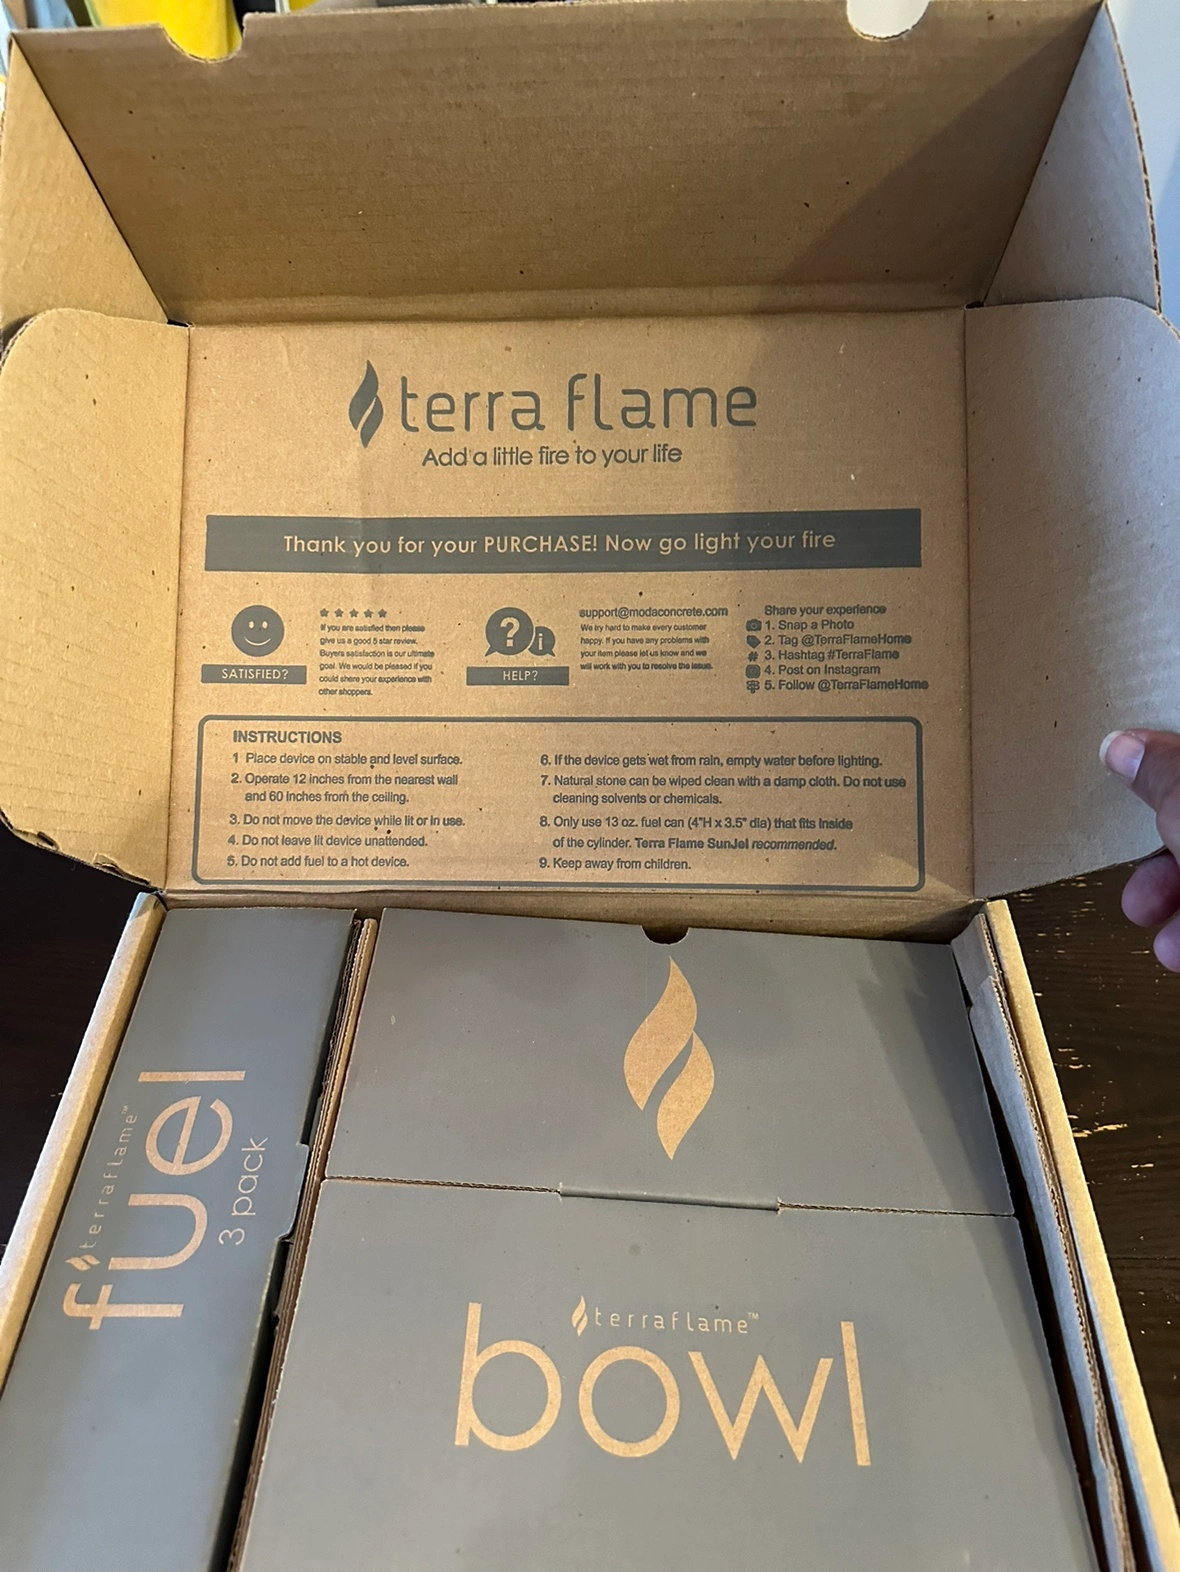 terra flame
Add a little fire to your life
Thank you for your PURCHASE! Now go light your fire
SATISFIED?
If you are satisfied then please
give us a good 5 star review.
Buyers satisfaction is our ultimate
goal. We would be pleased if you
could share your experience with
other shoppers.
HELP?
support@modaconcrete.com
We try hard to make every customer
happy. If you have any problems with
your item please let us know and we
will work with you to resolve the issue.
Share your experience
1. Snap a Photo
2. Tag @TerraFlameHome
3. Hashtag #TerraFlame
4. Post on Instagram
5. Follow @TerraFlameHome
INSTRUCTIONS
1 Place device on stable and level surface.
2. Operate 12 inches from the nearest wall
and 60 inches from the ceiling.
3. Do not move the device while lit or in use.
4. Do not leave lit device unattended.
5. Do not add fuel to a hot device.
6. If the device gets wet from rain, empty water before lighting.
7. Natural stone can be wiped clean with a damp cloth. Do not use
cleaning solvents or chemicals.
8. Only use 13 oz. fuel can (4"H x 3.5" dia) that fits inside
of the cylinder. Terra Flame SunJel recommended.
9. Keep away from children.
terraflame™
fuel
3 pack
terraflame™
bowl